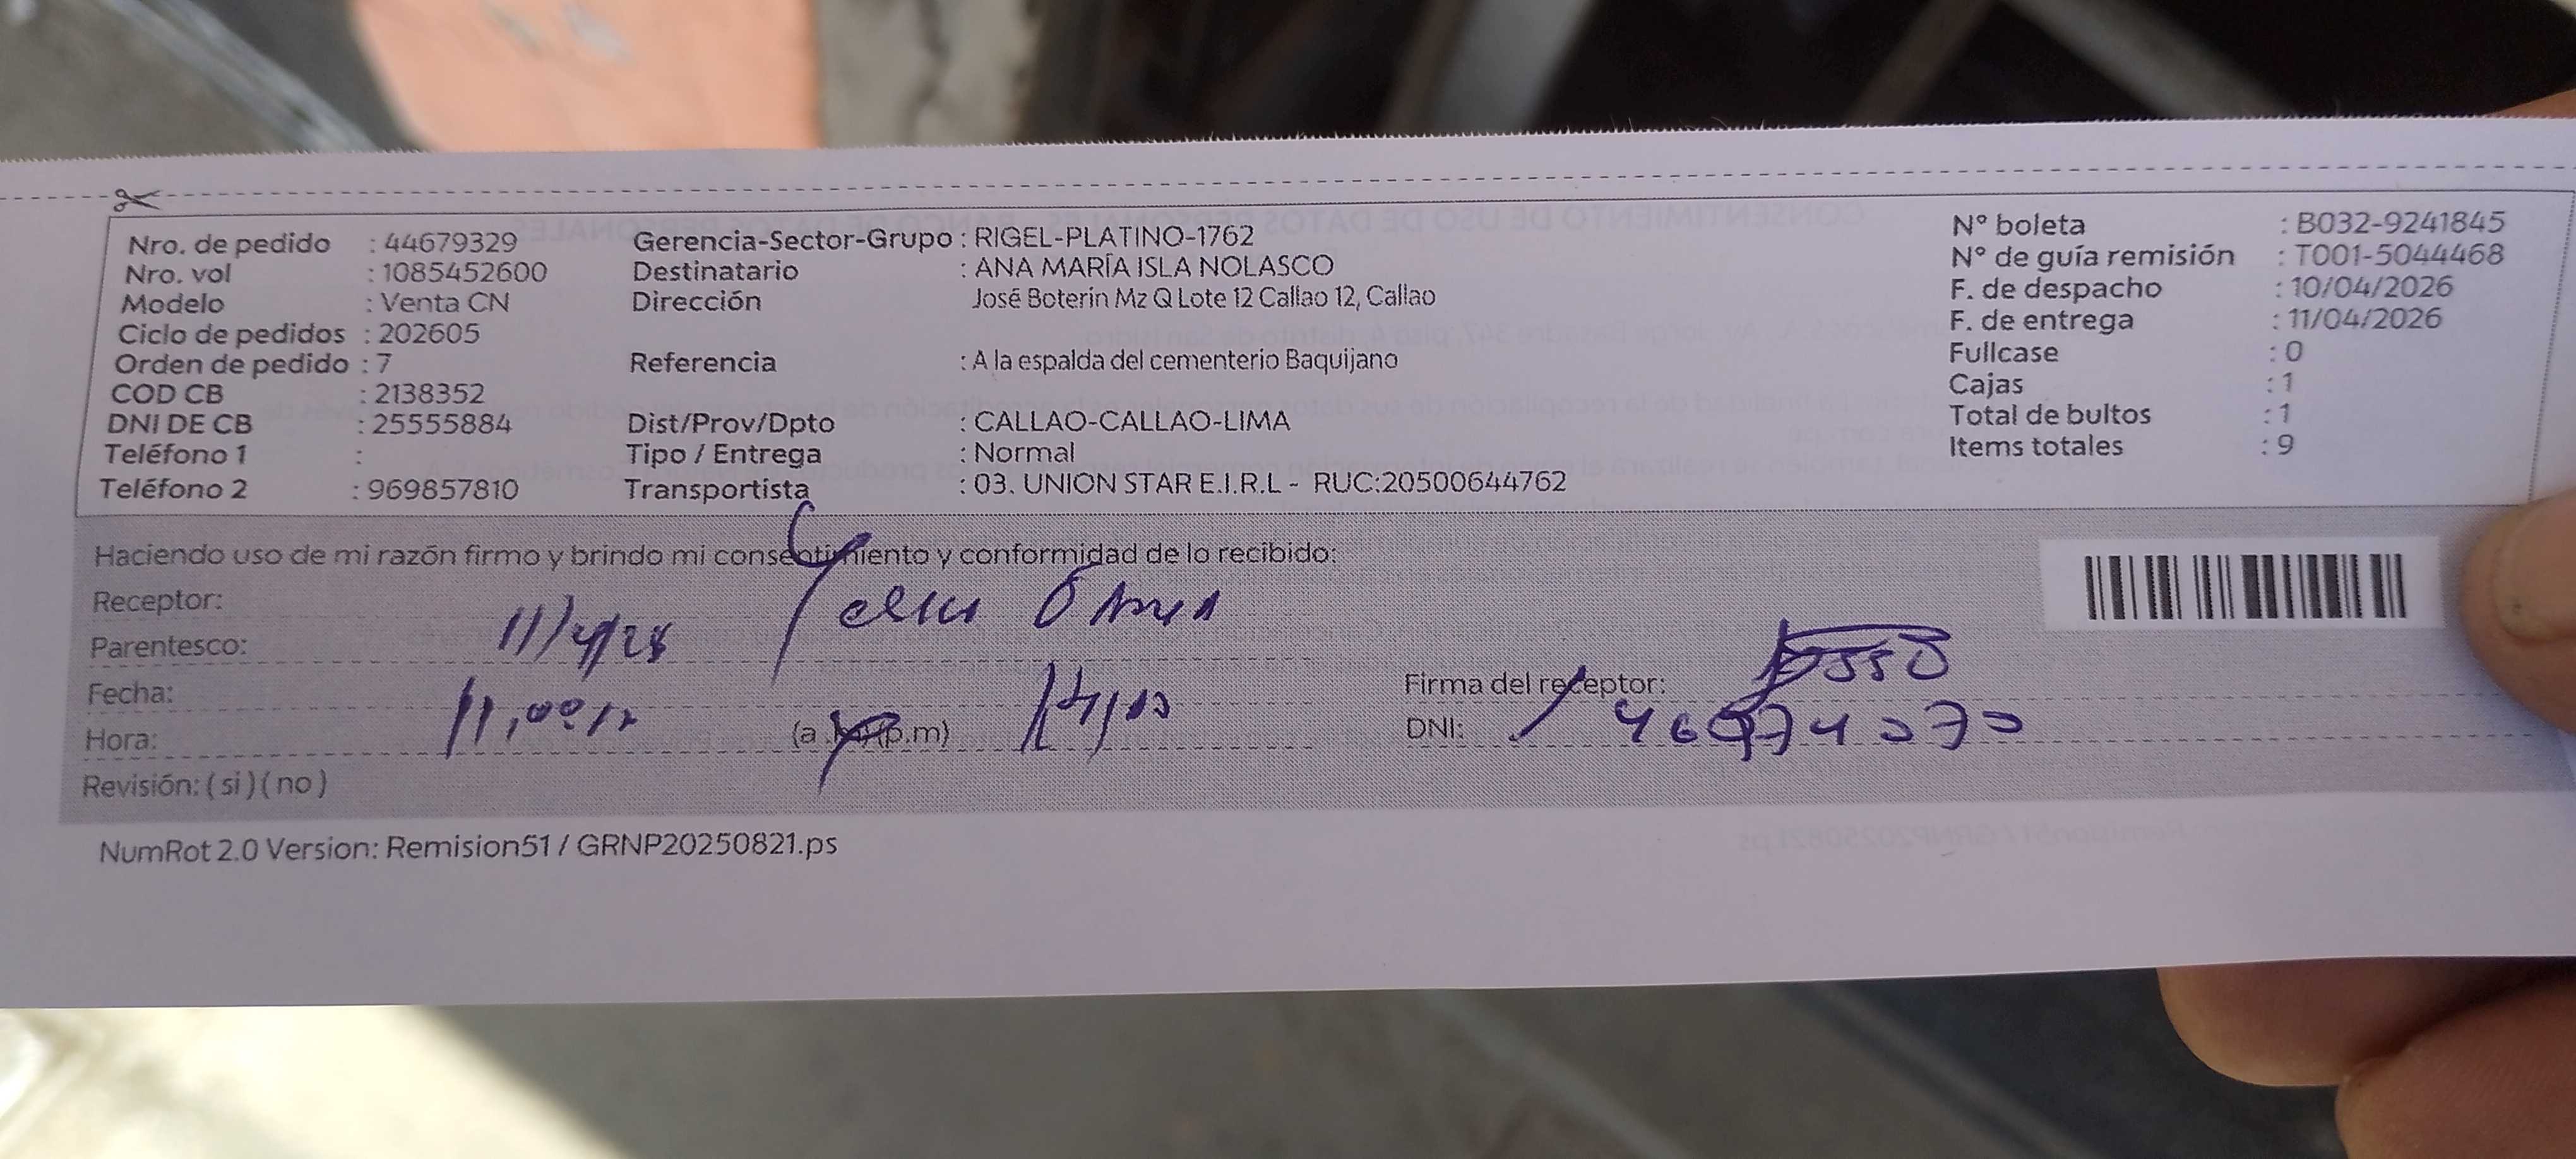 Nro. de pedido : 44679329
Nro. vol : 1085452600
Modelo : Venta CN
Ciclo de pedidos : 202605
Orden de pedido : 7
COD CB : 2138352
DNI DE CB : 25555884
Teléfono 1 :
Teléfono 2 : 969857810
Gerencia-Sector-Grupo : RIGEL-PLATINO-1762
Destinatario : ANA MARÍA ISLA NOLASCO
Dirección José Boterin Mz Q Lote 12 Callao 12, Callao
Referencia : A la espalda del cementerio Baquijano
Dist/Prov/Dpto : CALLAO-CALLAO-LIMA
Tipo / Entrega : Normal
Transportista : 03. UNION STAR E.I.R.L - RUC:20500644762
N° boleta : B032-9241845
N° de guía remisión : T001-5044468
F. de despacho : 10/04/2026
F. de entrega : 11/04/2026
Fullcase : 0
Cajas : 1
Total de bultos : 1
Items totales : 9
Haciendo uso de mi razón firmo y brindo mi consentimiento y conformidad de lo recibido:
Receptor:
Parentesco:
Fecha:
Hora: (a.m)(p.m)
Revisión: ( si ) ( no )
Firma del receptor:
DNI:
NumRot 2.0 Version: Remision51 / GRNP20250821.ps